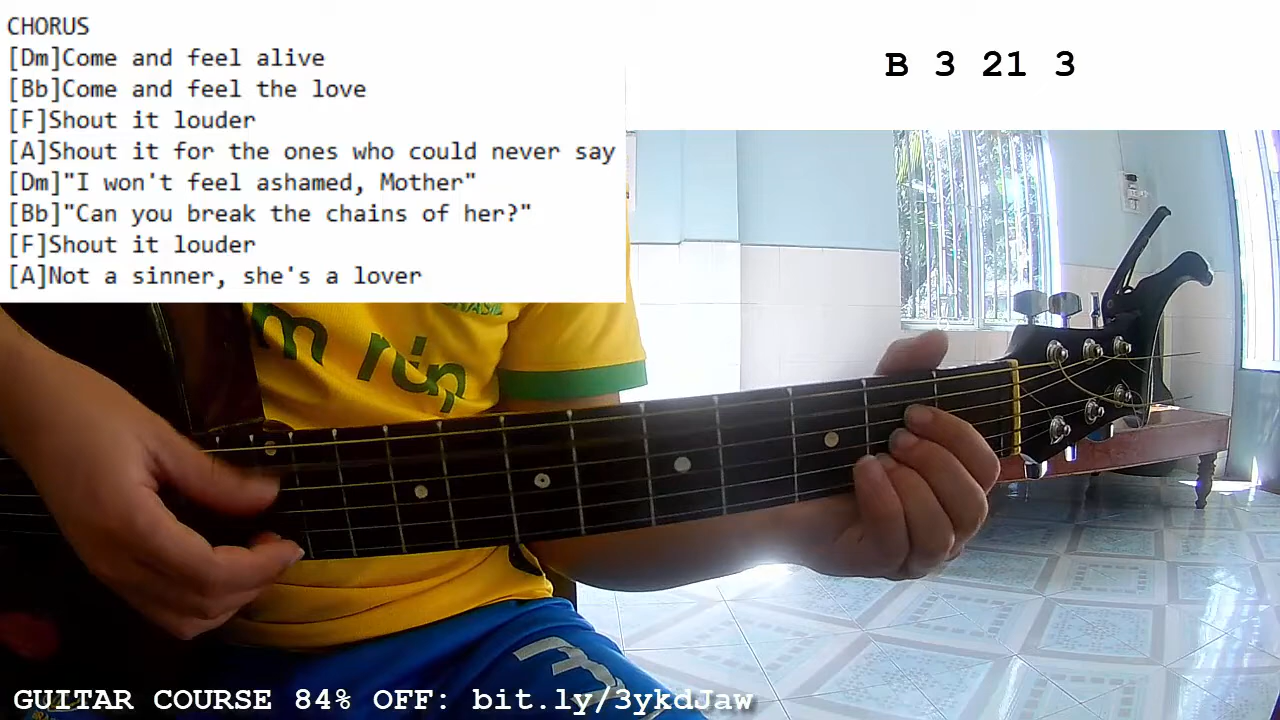 CHORUS
[Dm]Come and feel alive
[Bb]Come and feel the love
[F]Shout it louder
[A]Shout it for the ones who could never say
[Dm]"I won't feel ashamed, Mother"
[Bb]"Can you break the chains of her?"
[F]Shout it louder
[A]Not a sinner, she's a lover
B 3 21 3
GUITAR COURSE 84% OFF: bit.ly/3ykdJaw